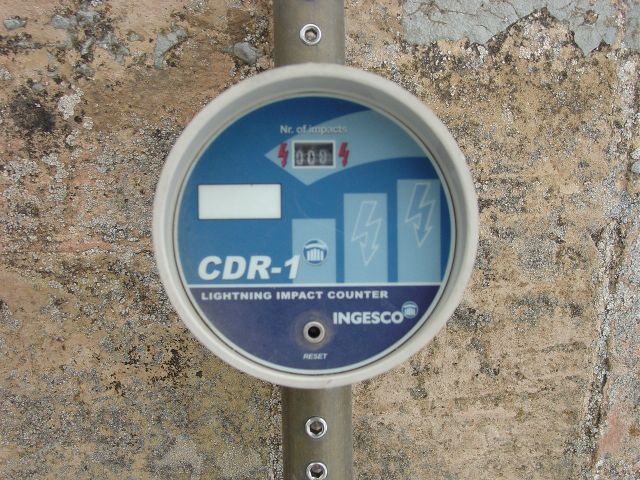 Nr. of impacts
000
CDR-1
LIGHTNING IMPACT COUNTER
INGESCO
RESET